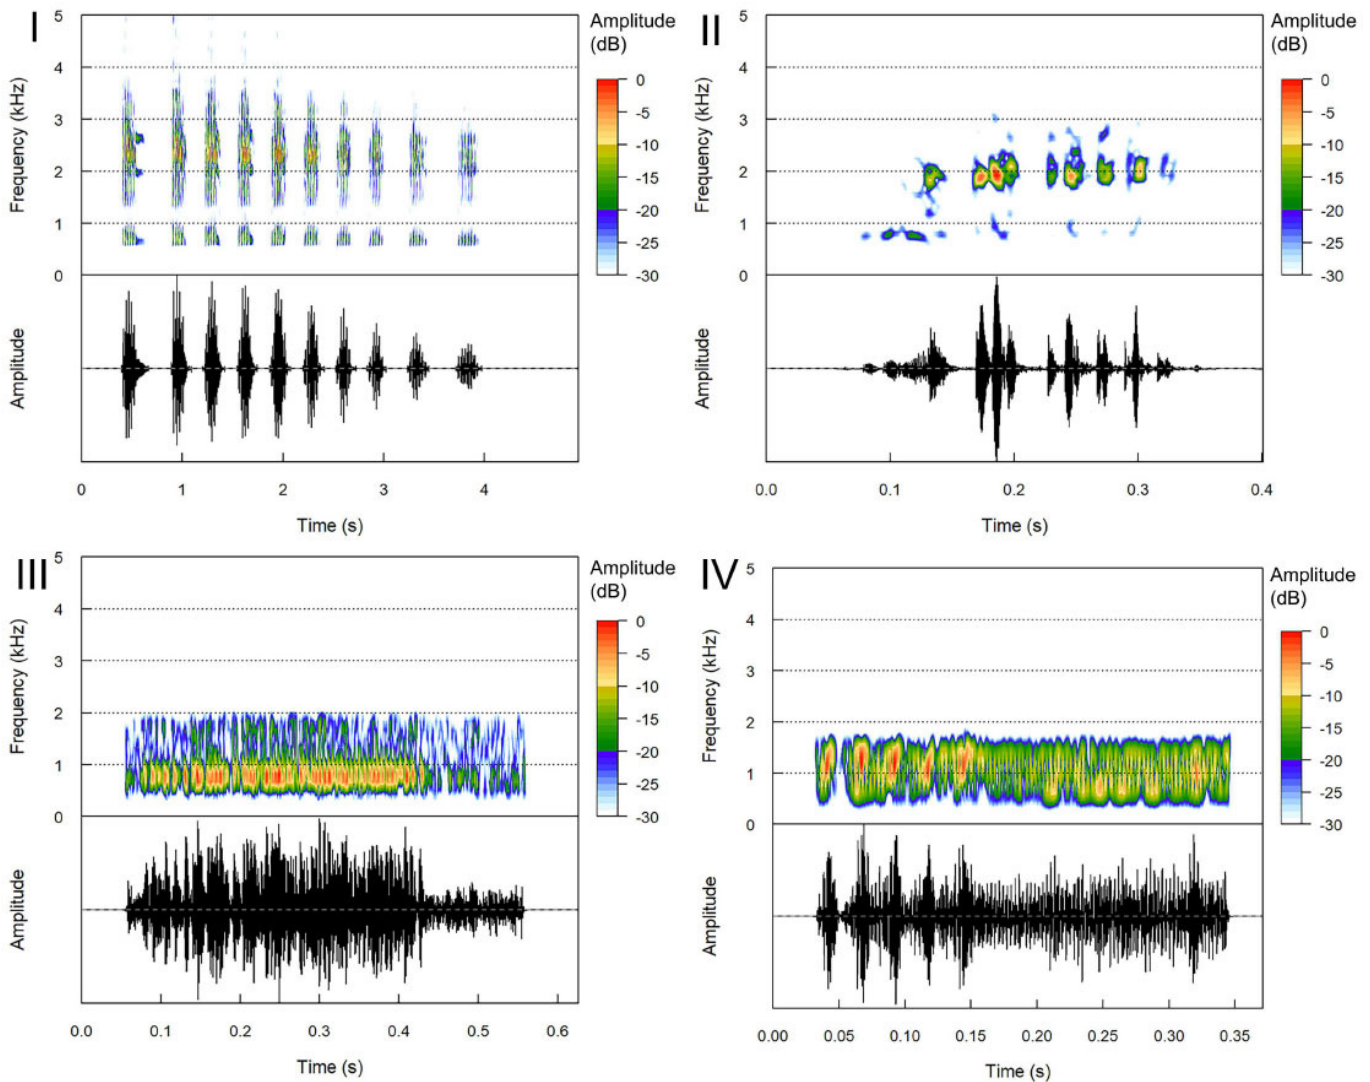 I
Amplitude
(dB)
5
4
3
2
1
0
Frequency (kHz)
0
-5
-10
-15
-20
-25
-30
Amplitude
0 1 2 3 4
Time (s)
II
Amplitude
(dB)
5
4
3
2
1
0
Frequency (kHz)
0
-5
-10
-15
-20
-25
-30
Amplitude
0.0 0.1 0.2 0.3 0.4
Time (s)
III
Amplitude
(dB)
5
4
3
2
1
0
Frequency (kHz)
0
-5
-10
-15
-20
-25
-30
Amplitude
0.0 0.1 0.2 0.3 0.4 0.5 0.6
Time (s)
IV
Amplitude
(dB)
5
4
3
2
1
0
Frequency (kHz)
0
-5
-10
-15
-20
-25
-30
Amplitude
0.00 0.05 0.10 0.15 0.20 0.25 0.30 0.35
Time (s)